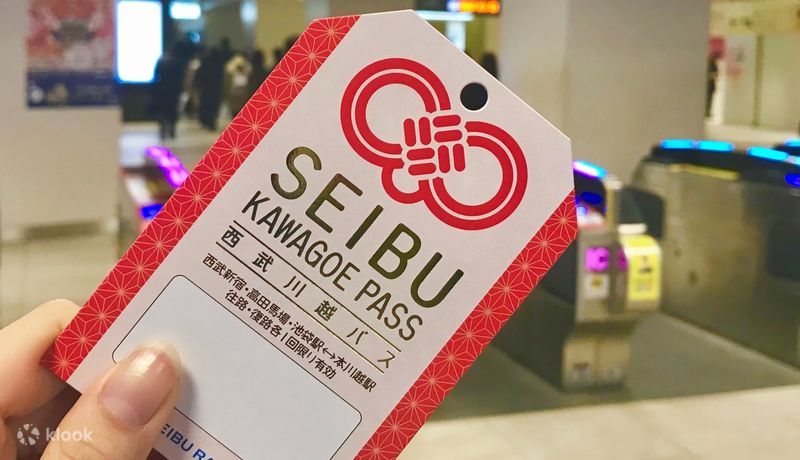 SEIBU
KAWAGOE PASS
西武川越パス
西武新宿・高田馬場・池袋駅↔本川越駅
往路・復路各1回限り有効
EIBU RA
klook